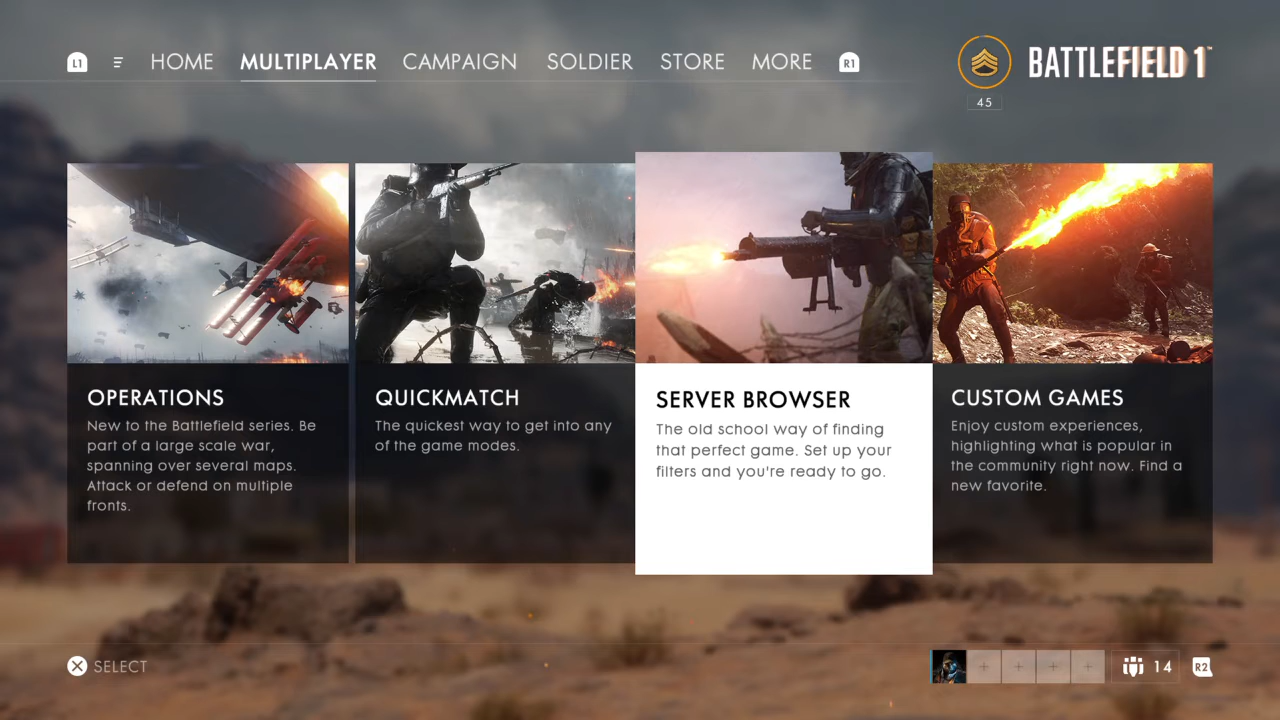 L1 HOME MULTIPLAYER CAMPAIGN SOLDIER STORE MORE R1
BATTLEFIELD 1™
45
OPERATIONS
New to the Battlefield series. Be
part of a large scale war,
spanning over several maps.
Attack or defend on multiple
fronts.
QUICKMATCH
The quickest way to get into any
of the game modes.
SERVER BROWSER
The old school way of finding
that perfect game. Set up your
filters and you're ready to go.
CUSTOM GAMES
Enjoy custom experiences,
highlighting what is popular in
the community right now. Find a
new favorite.
SELECT
14 R2